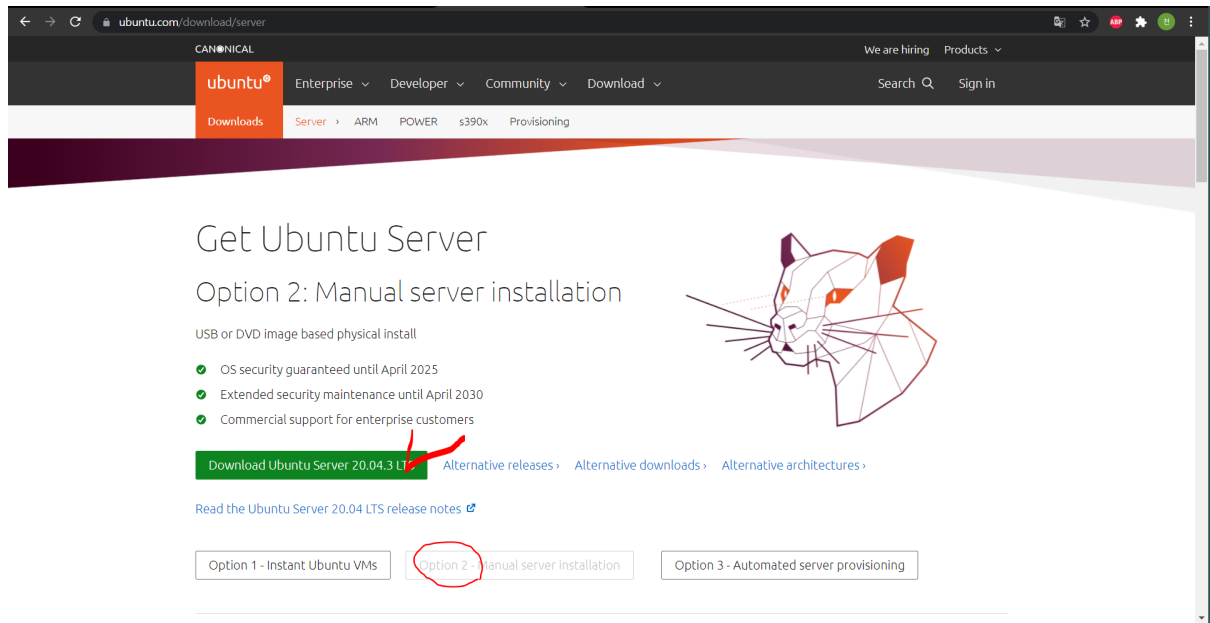 ubuntu.com/download/server
ABP
전
CANONICAL
We are hiring Products
ubuntu
Enterprise Developer Community Download
Search Sign in
Downloads
Server › ARM POWER s390x Provisioning
Get Ubuntu Server
Option 2: Manual server installation
USB or DVD image based physical install
OS security guaranteed until April 2025
Extended security maintenance until April 2030
Commercial support for enterprise customers
Download Ubuntu Server 20.04.3 LTS Alternative releases › Alternative downloads › Alternative architectures ›
Read the Ubuntu Server 20.04 LTS release notes
Option 1 - Instant Ubuntu VMs Option 2 - Manual server installation Option 3 - Automated server provisioning